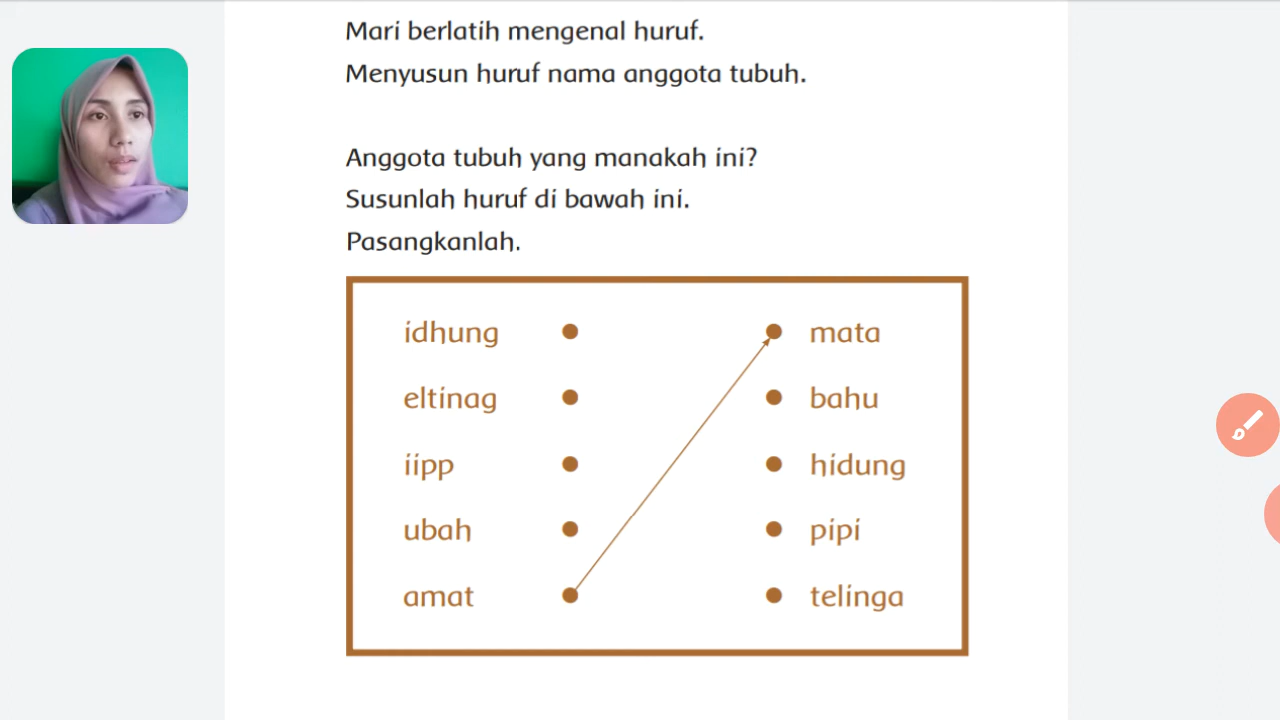 Mari berlatih mengenal huruf.
Menyusun huruf nama anggota tubuh.
Anggota tubuh yang manakah ini?
Susunlah huruf di bawah ini.
Pasangkanlah.
idhung mata
eltinag bahu
iipp hidung
ubah pipi
amat telinga